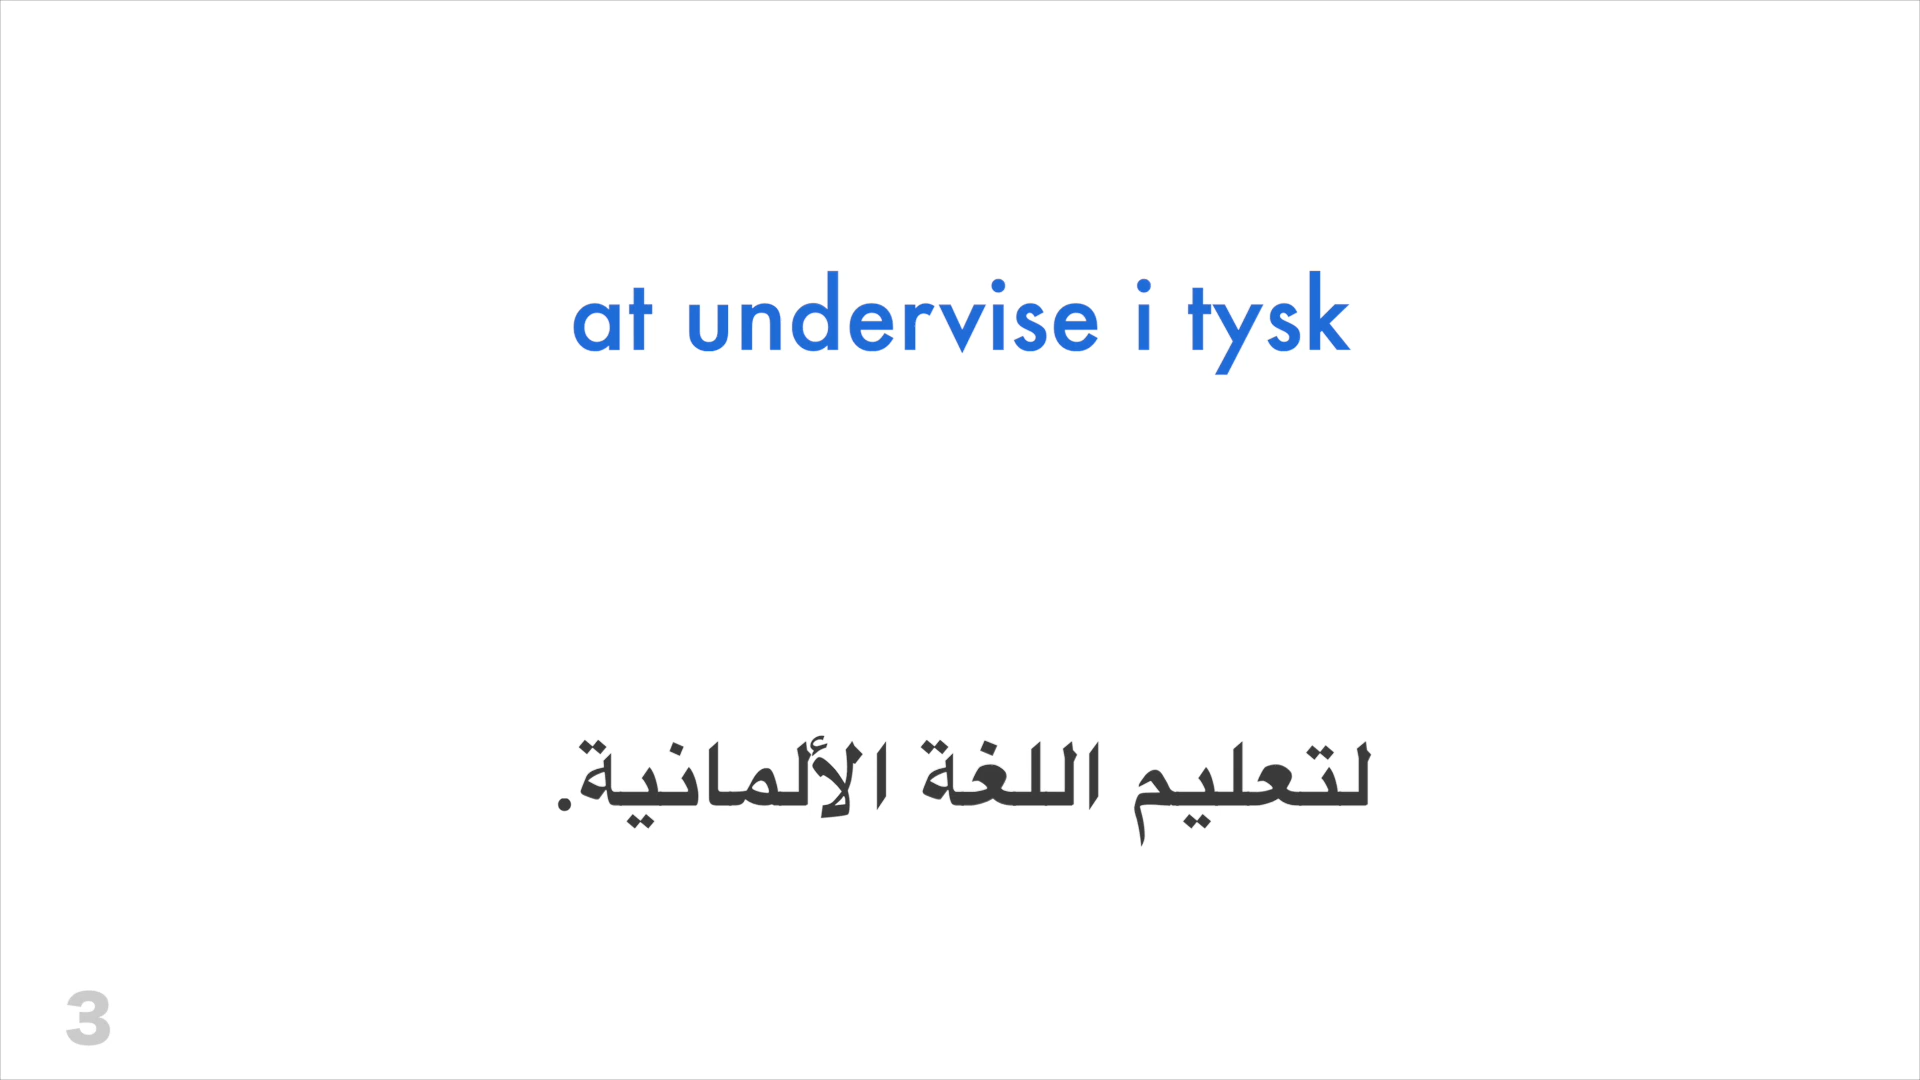 at undervise i tysk
لتعليم اللغة الألمانية.
3